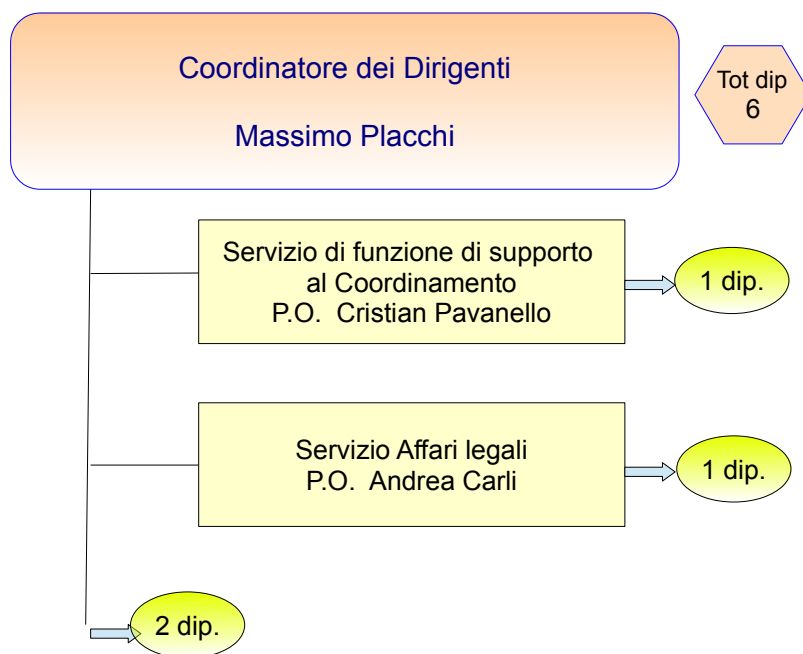 Coordinatore dei Dirigenti
Massimo Placchi
Tot dip
6
Servizio di funzione di supporto
al Coordinamento
P.O. Cristian Pavanello
1 dip.
Servizio Affari legali
P.O. Andrea Carli
1 dip.
2 dip.